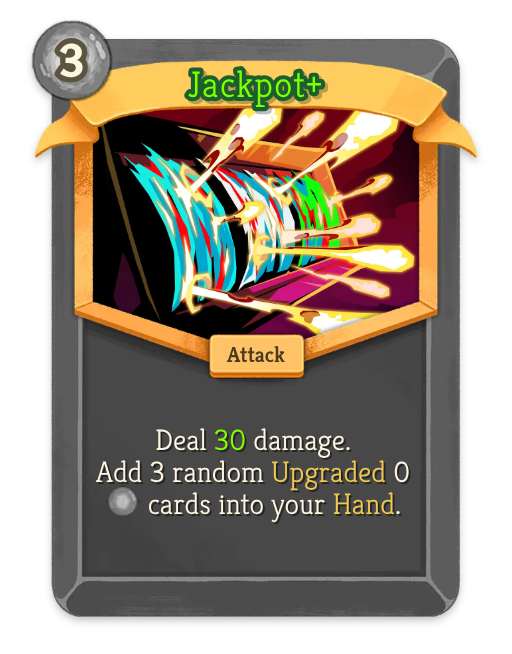 3
Jackpot+
Attack
Deal 30 damage.
Add 3 random Upgraded 0
cards into your Hand.